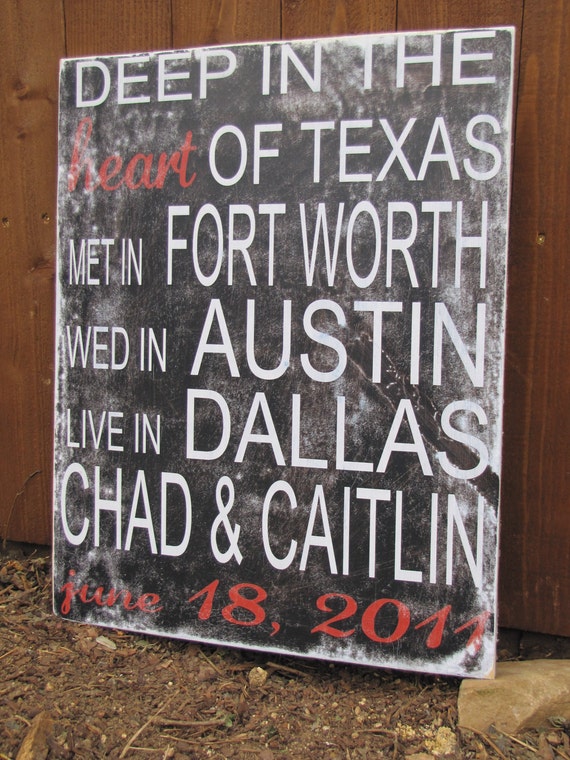 DEEP IN THE
heart OF TEXAS
MET IN FORT WORTH
WED IN AUSTIN
LIVE IN DALLAS
CHAD & CAITLIN
june 18, 2011